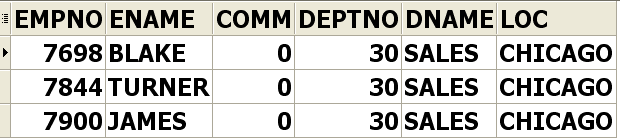 EMPNO ENAME COMM DEPTNO DNAME LOC
7698 BLAKE 0 30 SALES CHICAGO
7844 TURNER 0 30 SALES CHICAGO
7900 JAMES 0 30 SALES CHICAGO